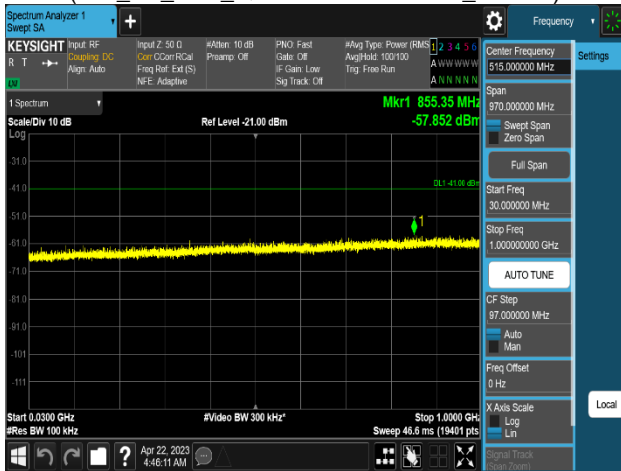 Spectrum Analyzer 1
Swept SA
Frequency
KEYSIGHT
R T
Input: RF
Coupling: DC
Align: Auto
Input Z: 50 Ω
Corr CCorr RCal
Freq Ref: Ext (S)
NFE: Adaptive
#Atten: 10 dB
Preamp: Off
PNO: Fast
Gate: Off
IF Gain: Low
Sig Track: Off
#Avg Type: Power (RMS
Avg|Hold: 100/100
Trig: Free Run
1 2 3 4 5 6
A W W W W W
A N N N N N
1 Spectrum
Scale/Div 10 dB
Ref Level -21.00 dBm
Mkr1 855.35 MHz
-57.852 dBm
Log
-31.0
-41.0
-51.0
-61.0
-71.0
-81.0
-91.0
-101
-111
DL1 -41.00 dBm
1
Start 0.0300 GHz
#Res BW 100 kHz
#Video BW 300 kHz*
Stop 1.0000 GHz
Sweep 46.6 ms (19401 pts
Center Frequency
515.000000 MHz
Settings
Span
970.000000 MHz
Swept Span
Zero Span
Full Span
Start Freq
30.000000 MHz
Stop Freq
1.000000000 GHz
AUTO TUNE
CF Step
97.000000 MHz
Auto
Man
Freq Offset
0 Hz
X Axis Scale
Log
Lin
Local
Signal Track
(Span Zoom)
Apr 22, 2023
4:46:11 AM